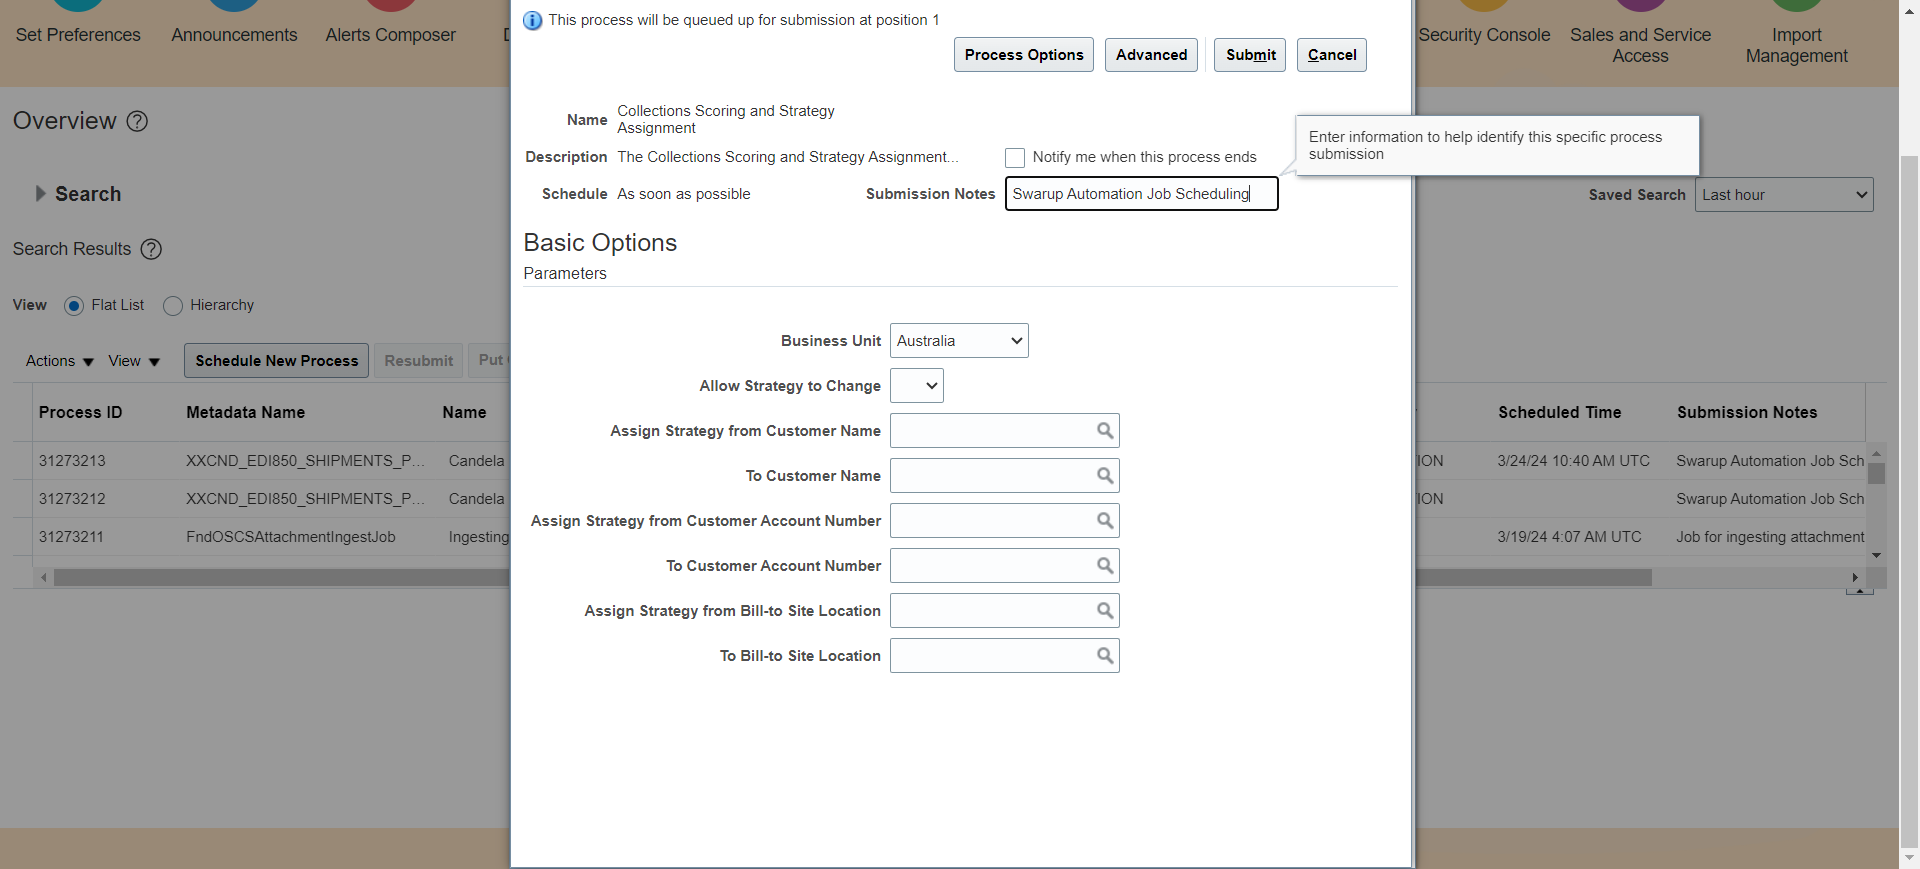 Set Preferences
Announcements
Alerts Composer
Security Console
Sales and Service
Access
Import
Management
Overview
Search
Saved Search Last hour
Search Results
View Flat List Hierarchy
Actions View Schedule New Process Resubmit Put
Process ID Metadata Name Name Scheduled Time Submission Notes
31273213 XXCND_EDI850_SHIPMENTS_P... Candela ION 3/24/24 10:40 AM UTC Swarup Automation Job Sch
31273212 XXCND_EDI850_SHIPMENTS_P... Candela ION Swarup Automation Job Sch
31273211 FndOSCSAttachmentIngestJob Ingesting 3/19/24 4:07 AM UTC Job for ingesting attachment
This process will be queued up for submission at position 1
Process Options Advanced Submit Cancel
Name Collections Scoring and Strategy
Assignment
Description The Collections Scoring and Strategy Assignment...
Notify me when this process ends
Schedule As soon as possible
Submission Notes Swarup Automation Job Scheduling
Enter information to help identify this specific process
submission
Basic Options
Parameters
Business Unit Australia
Allow Strategy to Change
Assign Strategy from Customer Name
To Customer Name
Assign Strategy from Customer Account Number
To Customer Account Number
Assign Strategy from Bill-to Site Location
To Bill-to Site Location